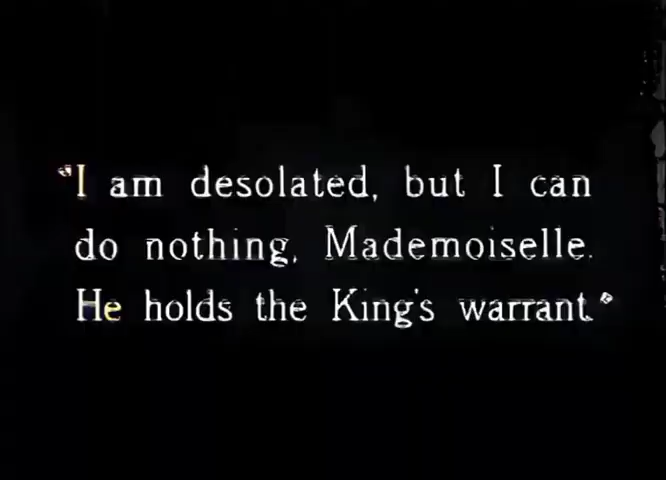 "I am desolated, but I can
do nothing, Mademoiselle.
He holds the King's warrant"